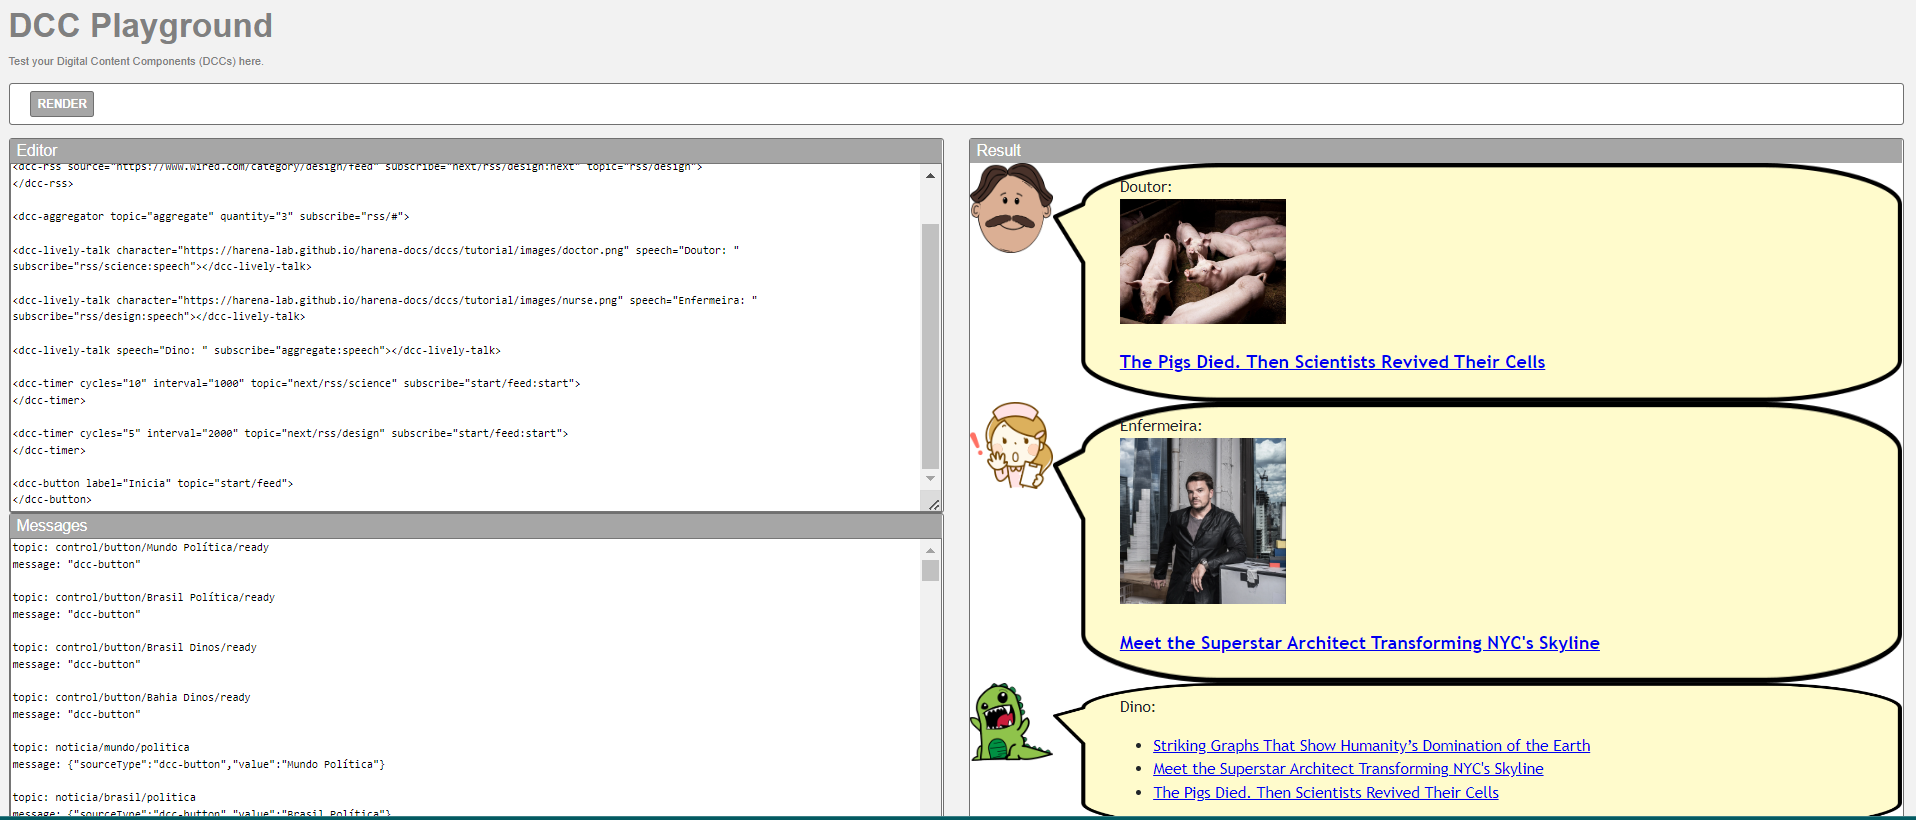 DCC Playground
Test your Digital Content Components (DCCs) here.
RENDER
Editor
<dcc-rss source="https://www.wired.com/category/design/feed" subscribe="next/rss/design:next" topic="rss/design">
</dcc-rss>
<dcc-aggregator topic="aggregate" quantity="3" subscribe="rss/#">
<dcc-lively-talk character="https://harena-lab.github.io/harena-docs/dccs/tutorial/images/doctor.png" speech="Doutor: "
subscribe="rss/science:speech"></dcc-lively-talk>
<dcc-lively-talk character="https://harena-lab.github.io/harena-docs/dccs/tutorial/images/nurse.png" speech="Enfermeira: "
subscribe="rss/design:speech"></dcc-lively-talk>
<dcc-lively-talk speech="Dino: " subscribe="aggregate:speech"></dcc-lively-talk>
<dcc-timer cycles="10" interval="1000" topic="next/rss/science" subscribe="start/feed:start">
</dcc-timer>
<dcc-timer cycles="5" interval="2000" topic="next/rss/design" subscribe="start/feed:start">
</dcc-timer>
<dcc-button label="Inicia" topic="start/feed">
</dcc-button>
Messages
topic: control/button/Mundo Política/ready
message: "dcc-button"
topic: control/button/Brasil Política/ready
message: "dcc-button"
topic: control/button/Brasil Dinos/ready
message: "dcc-button"
topic: control/button/Bahia Dinos/ready
message: "dcc-button"
topic: noticia/mundo/politica
message: {"sourceType":"dcc-button","value":"Mundo Política"}
topic: noticia/brasil/politica
message: {"sourceType":"dcc-button","value":"Brasil Política"}
Result
Doutor:
The Pigs Died. Then Scientists Revived Their Cells
Enfermeira:
Meet the Superstar Architect Transforming NYC's Skyline
Dino:
• Striking Graphs That Show Humanity’s Domination of the Earth
• Meet the Superstar Architect Transforming NYC's Skyline
• The Pigs Died. Then Scientists Revived Their Cells